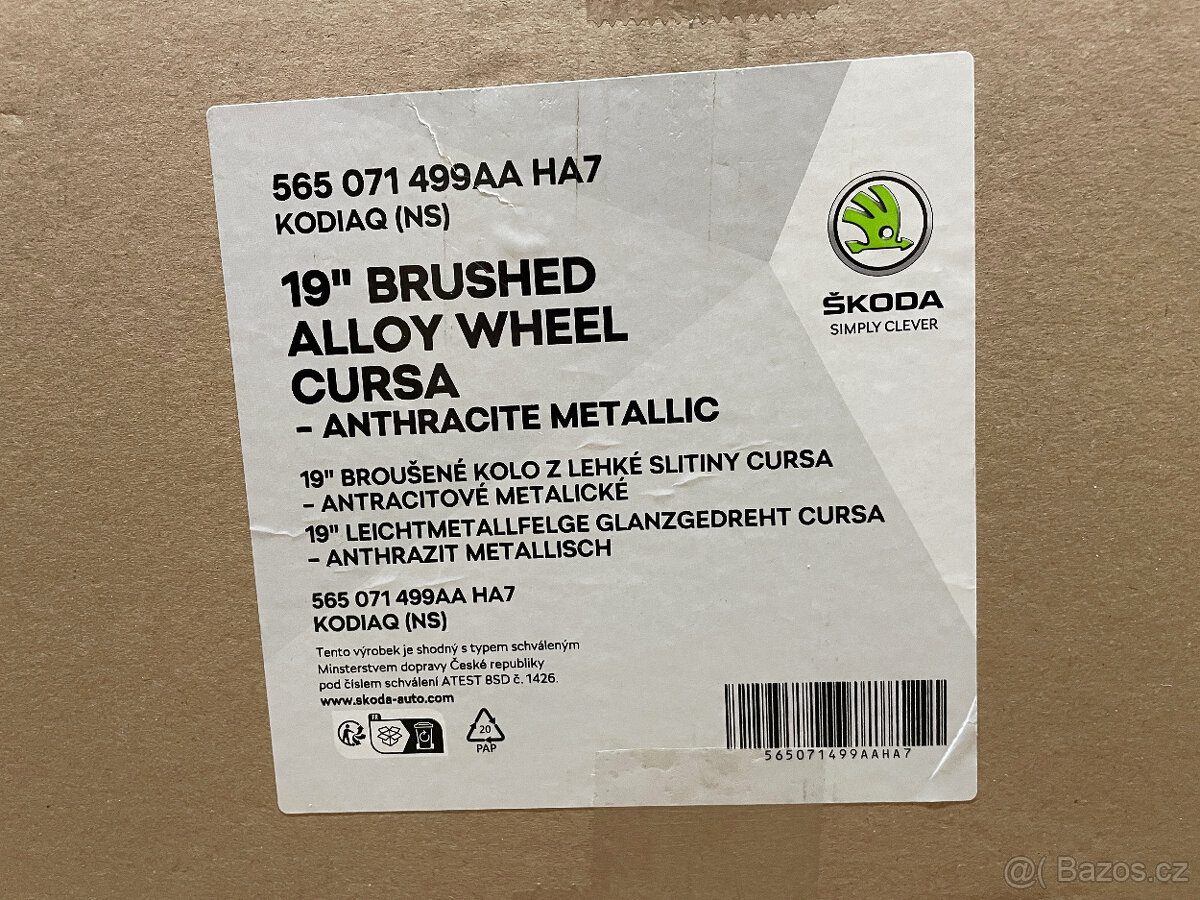 565 071 499AA HA7
KODIAQ (NS)
19" BRUSHED
ALLOY WHEEL
CURSA
- ANTHRACITE METALLIC
19" BROUŠENÉ KOLO Z LEHKÉ SLITINY CURSA
- ANTRACITOVÉ METALICKÉ
19" LEICHTMETALLFELGE GLANZGEDREHT CURSA
- ANTHRAZIT METALLISCH
565 071 499AA HA7
KODIAQ (NS)
Tento výrobek je shodný s typem schváleným
Minsterstvem dopravy České republiky
pod číslem schválení ATEST 8SD č. 1426.
www.skoda-auto.com
FR
20
PAP
ŠKODA
SIMPLY CLEVER
565071499AAHA7
@( Bazos.cz